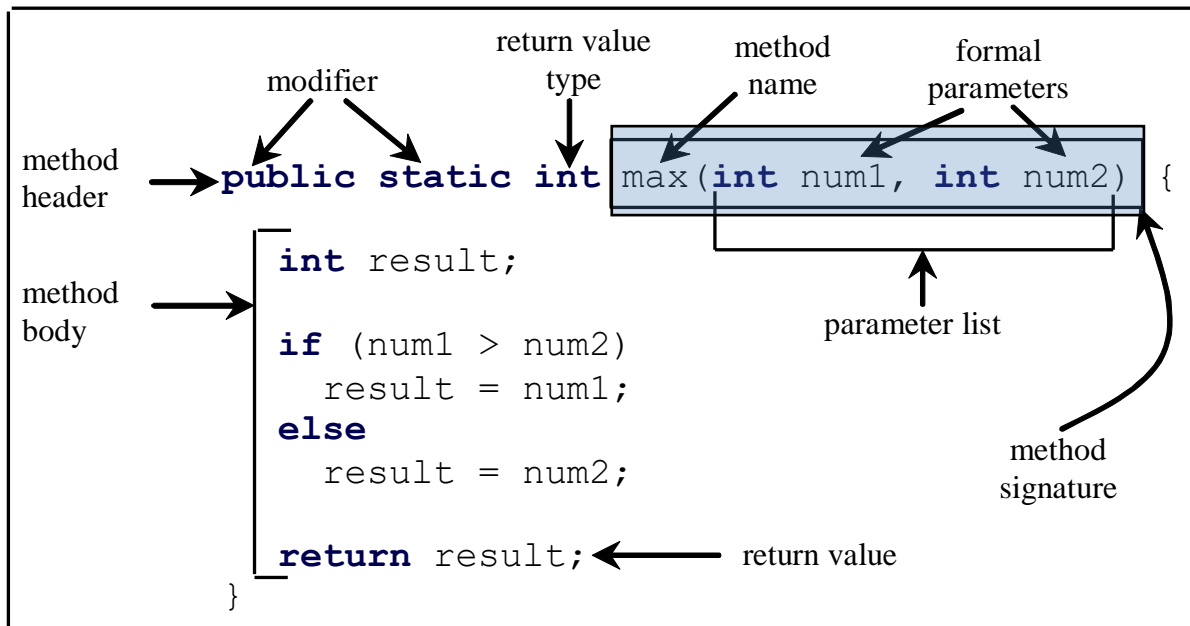 return value
type
method
name
formal
parameters
modifier
method
header
public static int max(int num1, int num2) {
method
body
int result;
parameter list
if (num1 > num2)
result = num1;
else
result = num2;
method
signature
return result;
return value
}